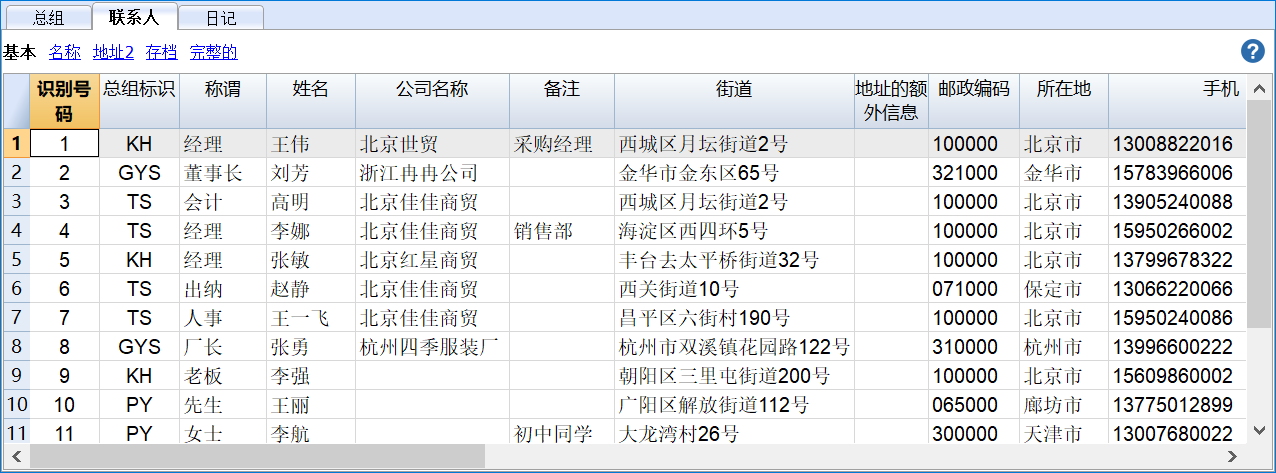 总组 联系人 日记
基本 名称 地址2 存档 完整的 ?
识别号码 总组标识 称谓 姓名 公司名称 备注 街道 地址的额外信息 邮政编码 所在地 手机
1 1 KH 经理 王伟 北京世贸 采购经理 西城区月坛街道2号 100000 北京市 13008822016
2 2 GYS 董事长 刘芳 浙江冉冉公司 金华市金东区65号 321000 金华市 15783966006
3 3 TS 会计 高明 北京佳佳商贸 西城区月坛街道2号 100000 北京市 13905240088
4 4 TS 经理 李娜 北京佳佳商贸 销售部 海淀区西四环5号 100000 北京市 15950266002
5 5 KH 经理 张敏 北京红星商贸 丰台去太平桥街道32号 100000 北京市 13799678322
6 6 TS 出纳 赵静 北京佳佳商贸 西关街道10号 071000 保定市 13066220066
7 7 TS 人事 王一飞 北京佳佳商贸 昌平区六街村190号 100000 北京市 15950240086
8 8 GYS 厂长 张勇 杭州四季服装厂 杭州市双溪镇花园路122号 310000 杭州市 13996600222
9 9 KH 老板 李强 朝阳区三里屯街道200号 100000 北京市 15609860002
10 10 PY 先生 王丽 广阳区解放街道112号 065000 廊坊市 13775012899
11 11 PY 女士 李航 初中同学 大龙湾村26号 300000 天津市 13007680022